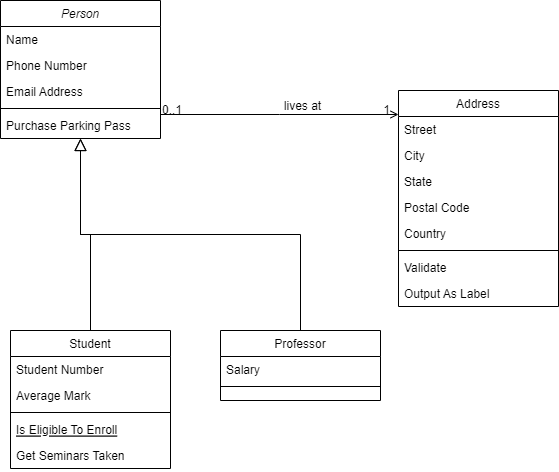 Person
Name
Phone Number
Email Address
Purchase Parking Pass
0..1
lives at
1
Address
Street
City
State
Postal Code
Country
Validate
Output As Label
Student
Student Number
Average Mark
Is Eligible To Enroll
Get Seminars Taken
Professor
Salary